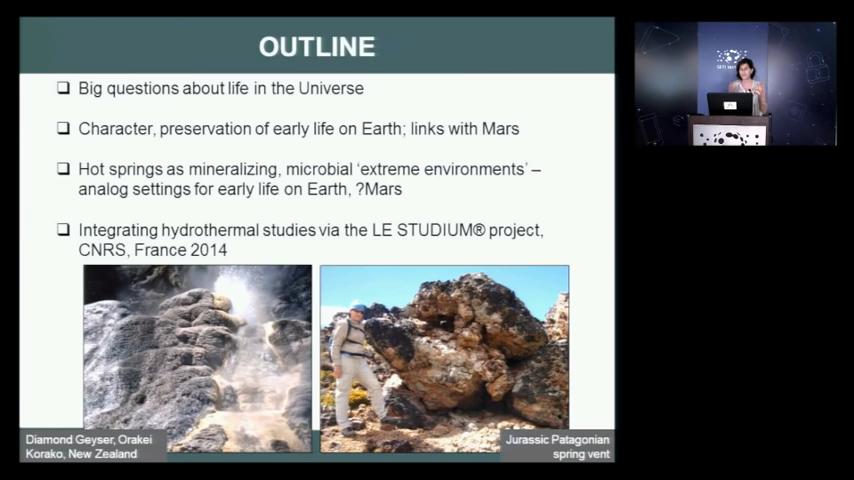 OUTLINE
Big questions about life in the Universe
Character, preservation of early life on Earth; links with Mars
Hot springs as mineralizing, microbial ‘extreme environments’ –
analog settings for early life on Earth, ?Mars
Integrating hydrothermal studies via the LE STUDIUM® project,
CNRS, France 2014
Diamond Geyser, Orakei
Korako, New Zealand
Jurassic Patagonian
spring vent